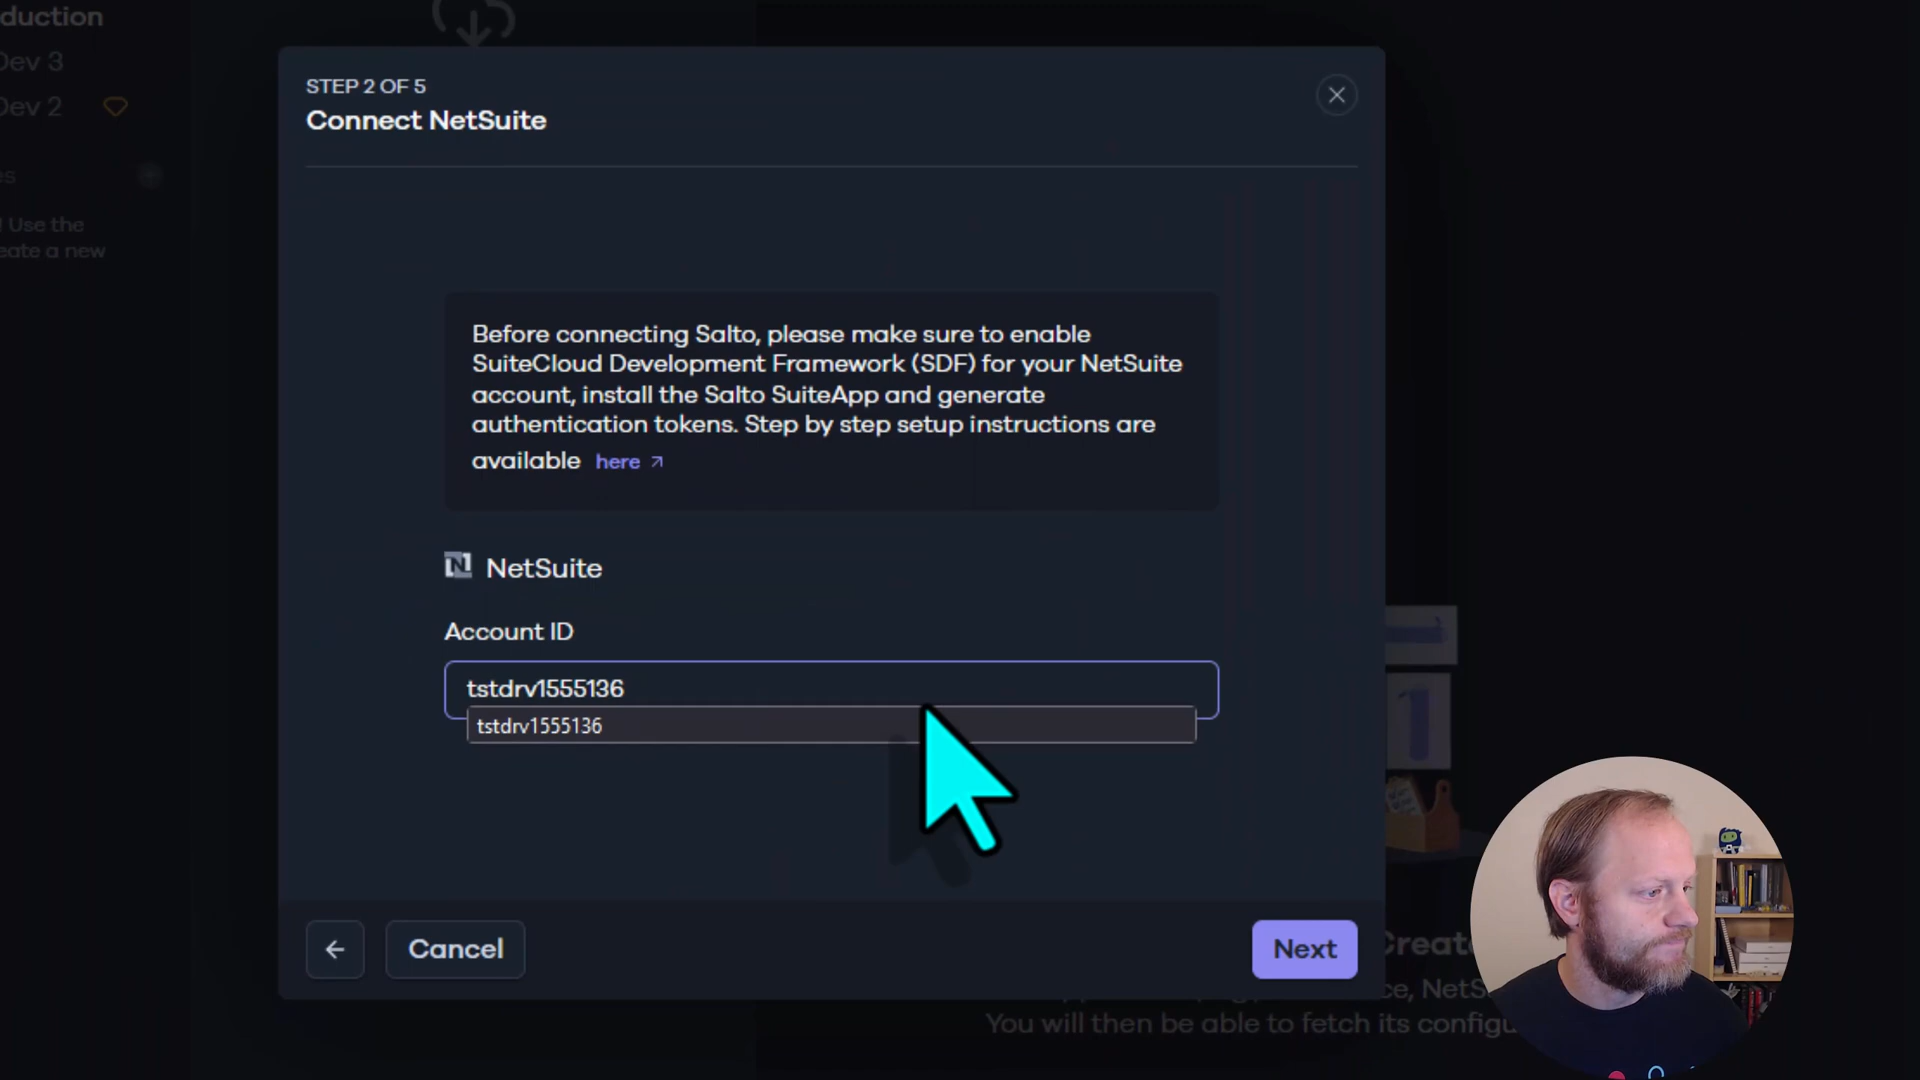 duction
Dev 3
Dev 2
es
Use the
eate a new
STEP 2 OF 5
Connect NetSuite
Before connecting Salto, please make sure to enable
SuiteCloud Development Framework (SDF) for your NetSuite
account, install the Salto SuiteApp and generate
authentication tokens. Step by step setup instructions are
available here
N NetSuite
Account ID
tstdrv1555136
tstdrv1555136
Cancel
Next
Create
ce, NetS
You will then be able to fetch its configu